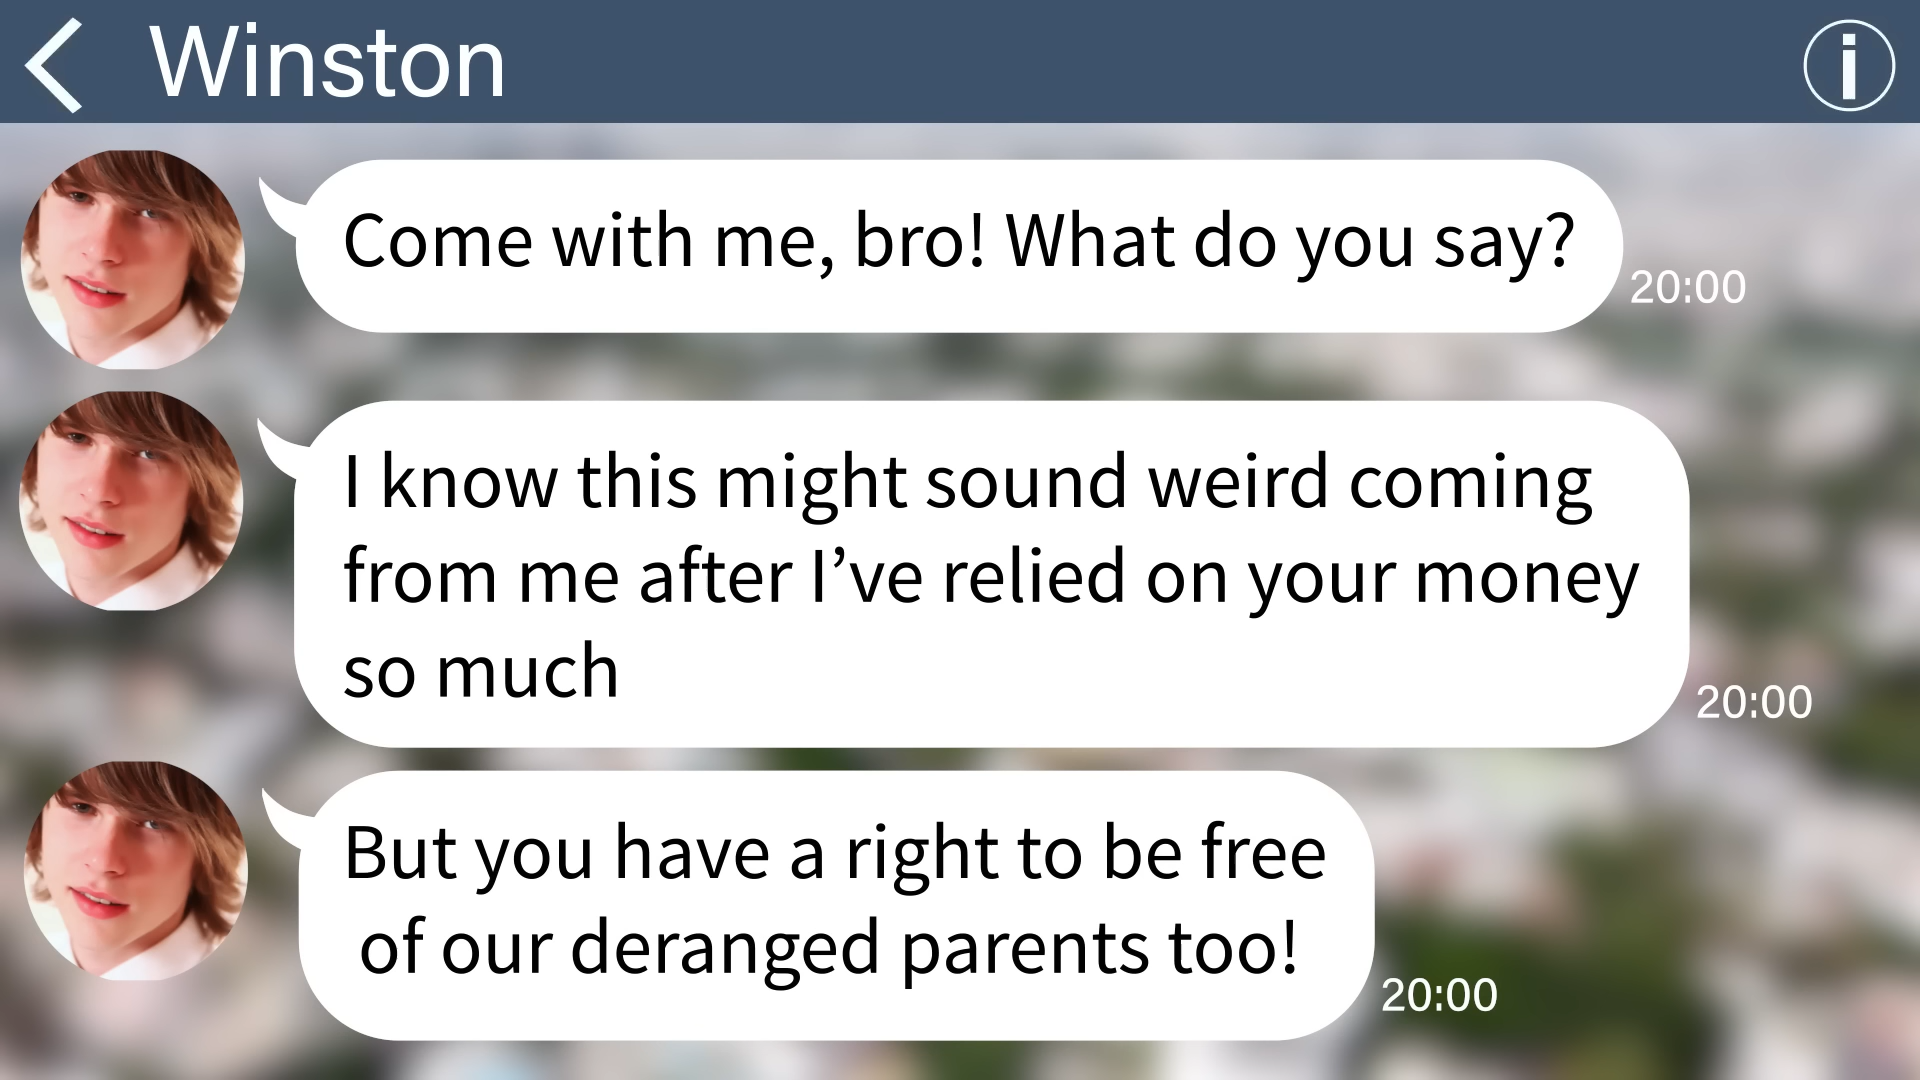 Winston
Come with me, bro! What do you say?
20:00
I know this might sound weird coming
from me after I’ve relied on your money
so much
20:00
But you have a right to be free
of our deranged parents too!
20:00